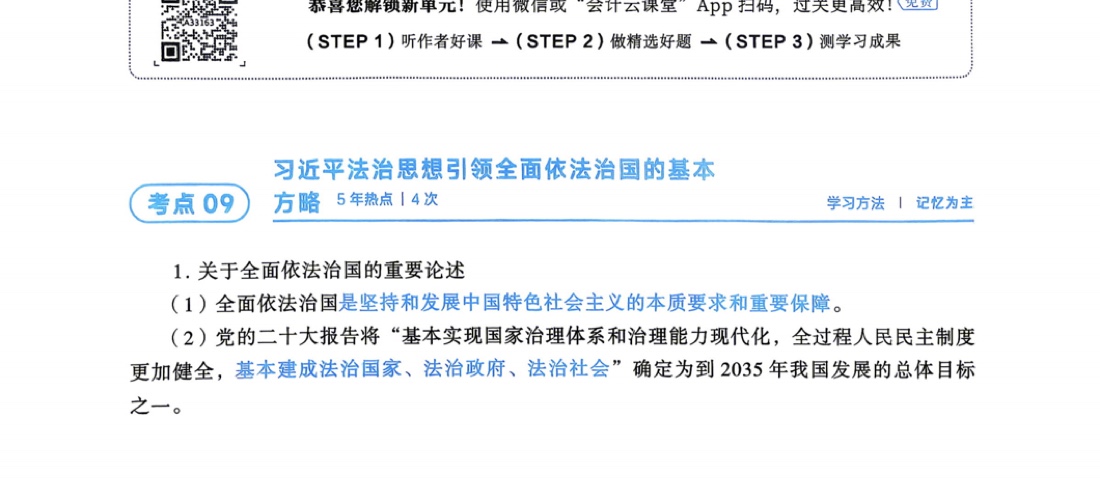 恭喜您解锁新单元！使用微信或“会计云课堂”App 扫码，过关更高效！免费
A33163
（STEP 1）听作者好课 → （STEP 2）做精选好题 → （STEP 3）测学习成果
习近平法治思想引领全面依法治国的基本
考点 09 方略 5 年热点 | 4 次 学习方法 | 记忆为主
1. 关于全面依法治国的重要论述
（1）全面依法治国是坚持和发展中国特色社会主义的本质要求和重要保障。
（2）党的二十大报告将“基本实现国家治理体系和治理能力现代化，全过程人民民主制度
更加健全，基本建成法治国家、法治政府、法治社会”确定为到 2035 年我国发展的总体目标
之一。